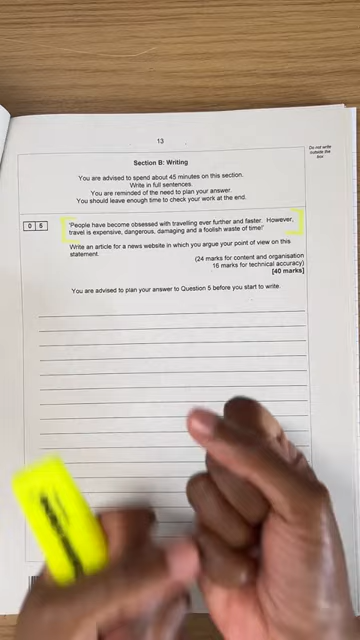 13
Do not write
outside the
box
Section B: Writing
You are advised to spend about 45 minutes on this section.
Write in full sentences.
You are reminded of the need to plan your answer.
You should leave enough time to check your work at the end.
0 5
'People have become obsessed with travelling ever further and faster. However,
travel is expensive, dangerous, damaging and a foolish waste of time!'
Write an article for a news website in which you argue your point of view on this
statement.
(24 marks for content and organisation
16 marks for technical accuracy)
[40 marks]
You are advised to plan your answer to Question 5 before you start to write.